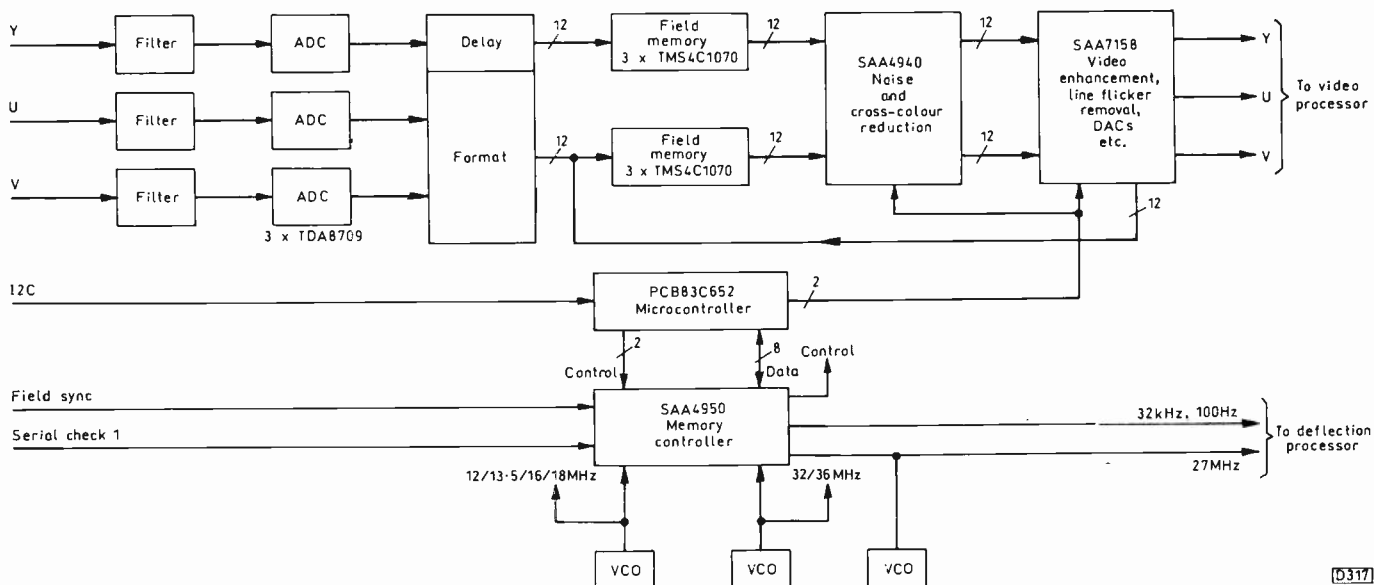 Y
Filter
ADC
Delay
12
Field
memory
3 x TMS4C1070
12
SAA4940
Noise
and
cross-colour
reduction
12
SAA7158
Video
enhancement,
line flicker
removal,
DACs
etc.
Y
U
V
To video
processor
U
Filter
ADC
Format
12
Field
memory
3 x TMS4C1070
12
12
V
Filter
ADC
3 x TDA8709
12
I2C
PCB83C652
Microcontroller
2
2
Control
8
Data
Control
Field sync
Serial check 1
SAA4950
Memory
controller
32kHz, 100Hz
27MHz
To deflection
processor
12/13·5/16/18MHz
32/36MHz
VCO
VCO
VCO
D317